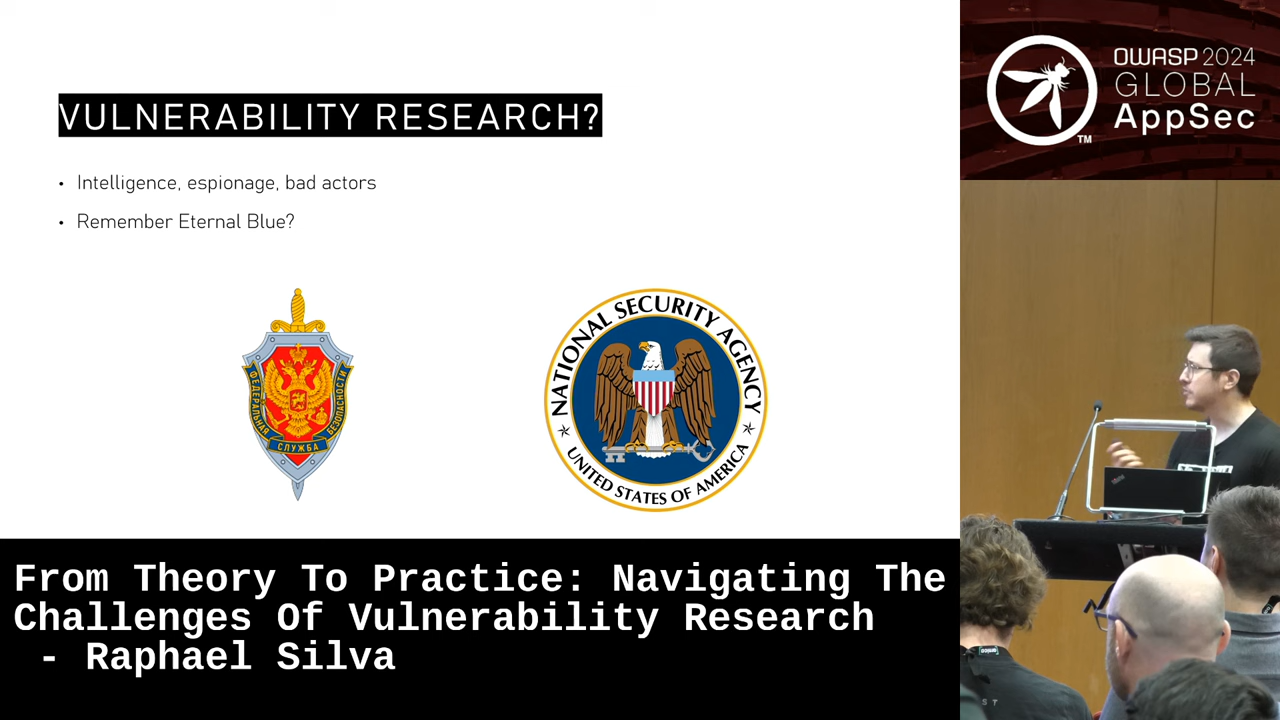 VULNERABILITY RESEARCH?
• Intelligence, espionage, bad actors
• Remember Eternal Blue?
ФЕДЕРАЛЬНАЯ
СЛУЖБА
БЕЗОПАСНОСТИ
NATIONAL SECURITY AGENCY
UNITED STATES OF AMERICA
OWASP 2024
GLOBAL
AppSec
TM
From Theory To Practice: Navigating The
Challenges Of Vulnerability Research
- Raphael Silva